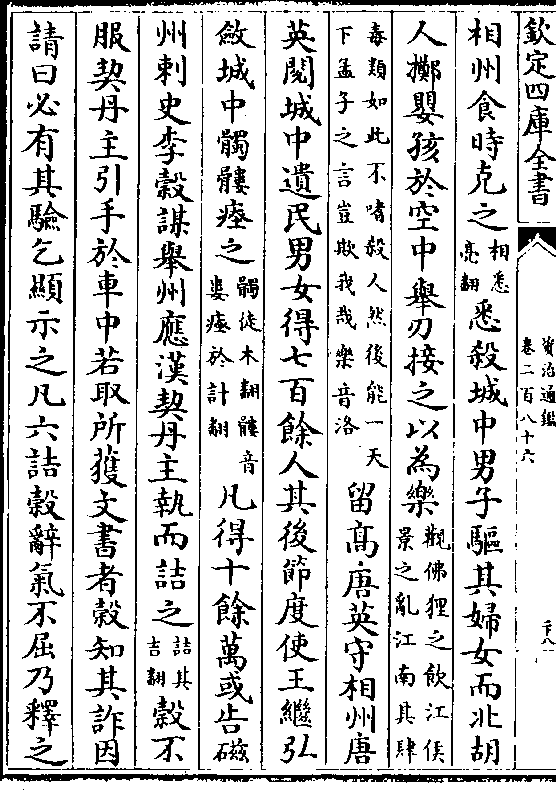 欽定四庫全書
資治通鑑
卷二百八十六
相州食時克之相悉亮翻悉殺城中男子驅其婦女而北胡
人擲嬰孩於空中舉刃接之以為樂觀佛狸之飲江侯景之亂江南其肆
毒類如此不嗜殺人然後能一天下孟子之言豈欺我哉樂音洛留髙唐英守相州唐
英閱城中遺民男女得七百餘人其後節度使王繼弘
斂城中髑髏瘞之髑徒木翻髏音婁瘞於計翻凡得十餘萬或告磁
州刺史李穀謀舉州應漢契丹主執而詰之詰其吉翻穀不
服契丹主引手於車中若取所獲文書者穀知其詐因
請曰必有其驗乞顯示之凡六詰穀辭氣不屈乃釋之